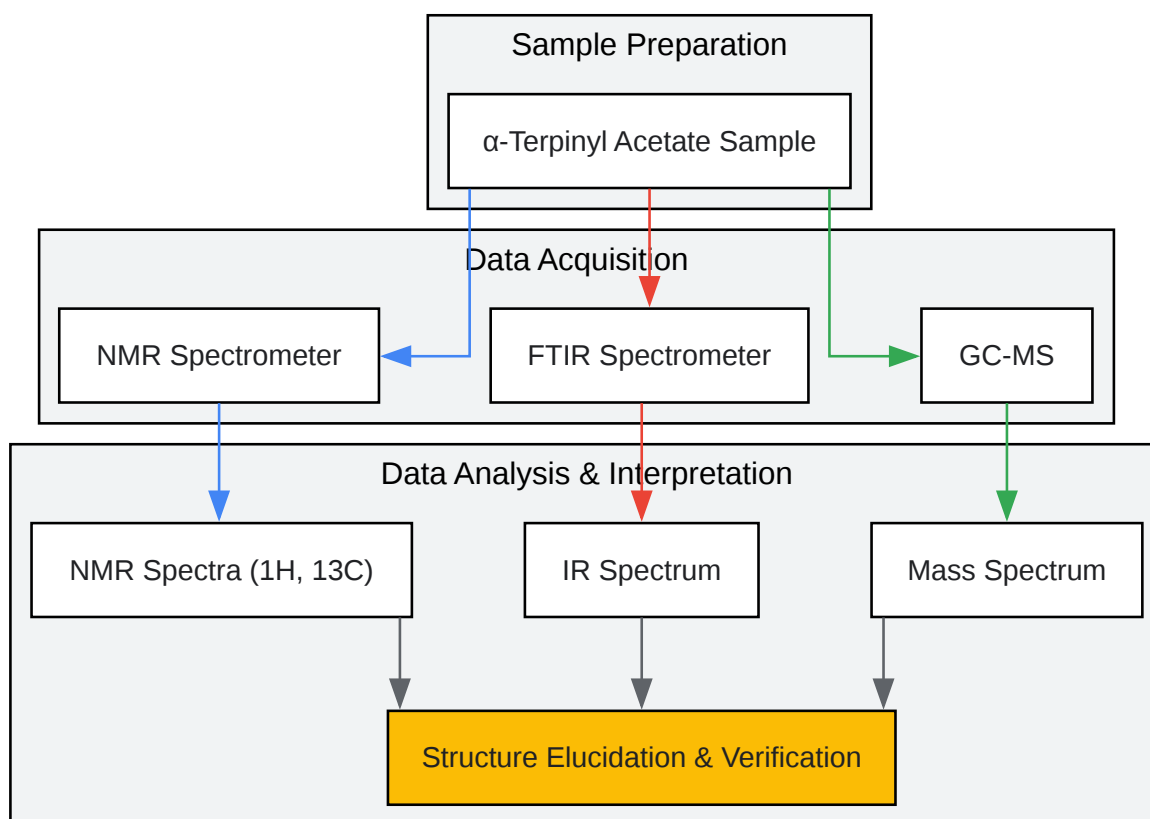 Sample Preparation
α-Terpinyl Acetate Sample
Data Acquisition
NMR Spectrometer
FTIR Spectrometer
GC-MS
Data Analysis & Interpretation
NMR Spectra (1H, 13C)
IR Spectrum
Mass Spectrum
Structure Elucidation & Verification